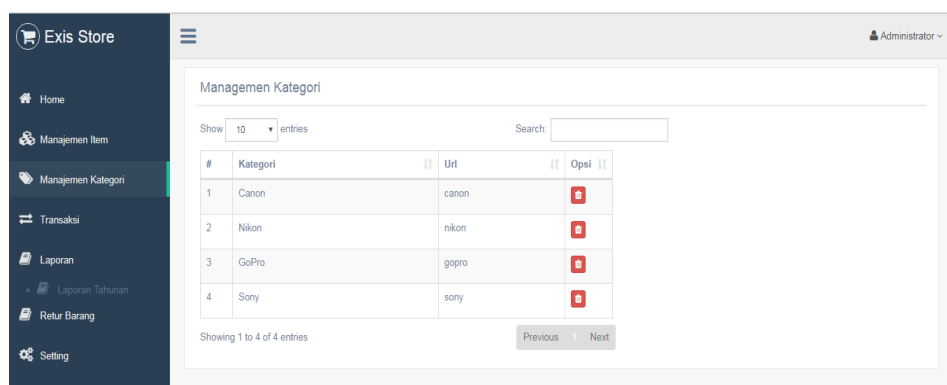 Exis Store
Administrator
Home
Manajemen Item
Manajemen Kategori
Transaksi
Laporan
Laporan Tahunan
Retur Barang
Setting
Managemen Kategori
Show 10 entries
Search:
# Kategori Url Opsi
1 Canon canon
2 Nikon nikon
3 GoPro gopro
4 Sony sony
Showing 1 to 4 of 4 entries
Previous 1 Next